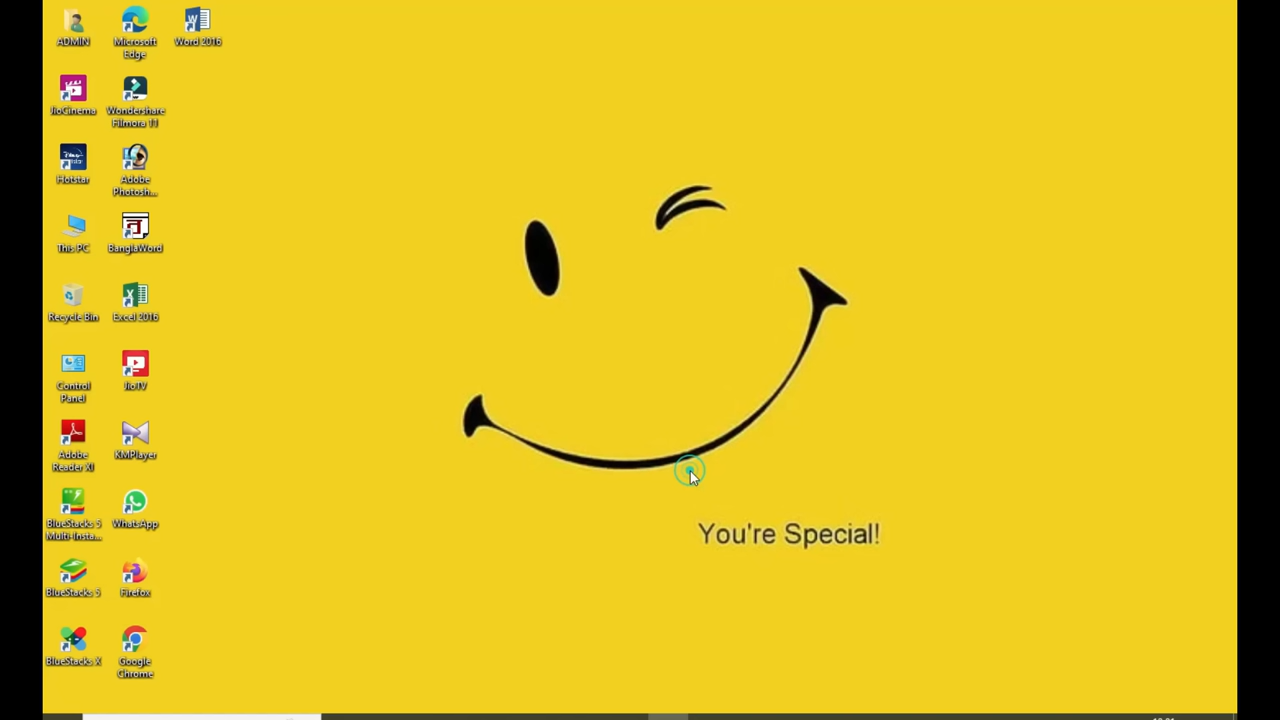 ADMIN
Microsoft
Edge
Word 2016
JioCinema
Wondershare
Filmora 11
Hotstar
Adobe
Photosh...
This PC
BanglaWord
Recycle Bin
Excel 2016
Control
Panel
JioTV
Adobe
Reader XI
KMPlayer
BlueStacks 5
Multi-Insta...
WhatsApp
BlueStacks 5
Firefox
BlueStacks X
Google
Chrome
You're Special!